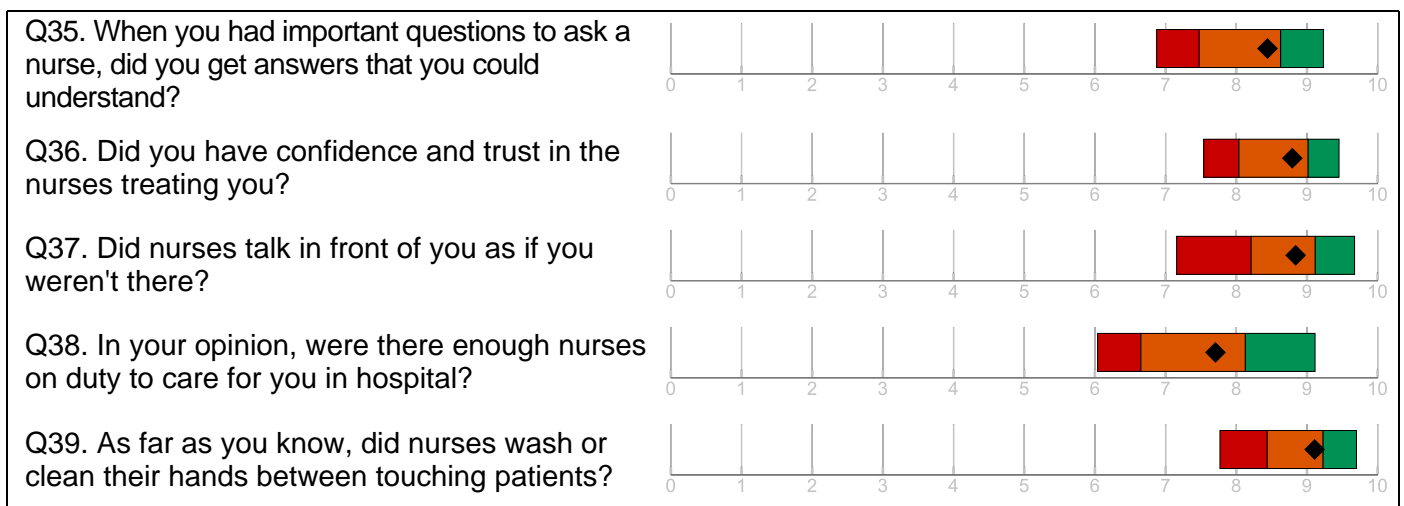 Q35. When you had important questions to ask a
nurse, did you get answers that you could
understand?
0 1 2 3 4 5 6 7 8 9 10
Q36. Did you have confidence and trust in the
nurses treating you?
0 1 2 3 4 5 6 7 8 9 10
Q37. Did nurses talk in front of you as if you
weren't there?
0 1 2 3 4 5 6 7 8 9 10
Q38. In your opinion, were there enough nurses
on duty to care for you in hospital?
0 1 2 3 4 5 6 7 8 9 10
Q39. As far as you know, did nurses wash or
clean their hands between touching patients?
0 1 2 3 4 5 6 7 8 9 10